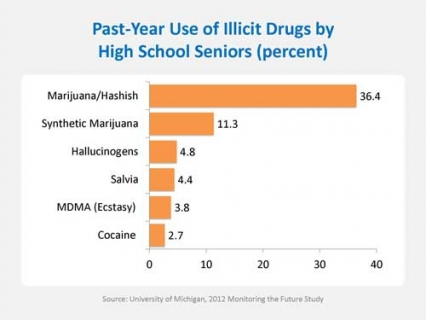 Past-Year Use of Illicit Drugs by
High School Seniors (percent)
Marijuana/Hashish 36.4
Synthetic Marijuana 11.3
Hallucinogens 4.8
Salvia 4.4
MDMA (Ecstasy) 3.8
Cocaine 2.7
0 10 20 30 40
Source: University of Michigan, 2012 Monitoring the Future Study